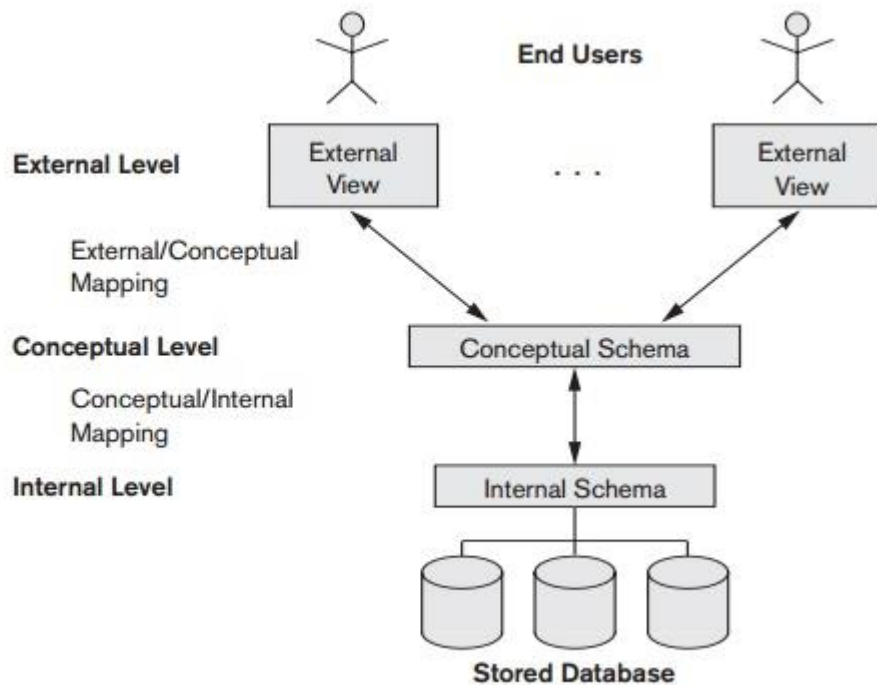 End Users
External Level
External
View
. . .
External
View
External/Conceptual
Mapping
Conceptual Level
Conceptual Schema
Conceptual/Internal
Mapping
Internal Level
Internal Schema
Stored Database